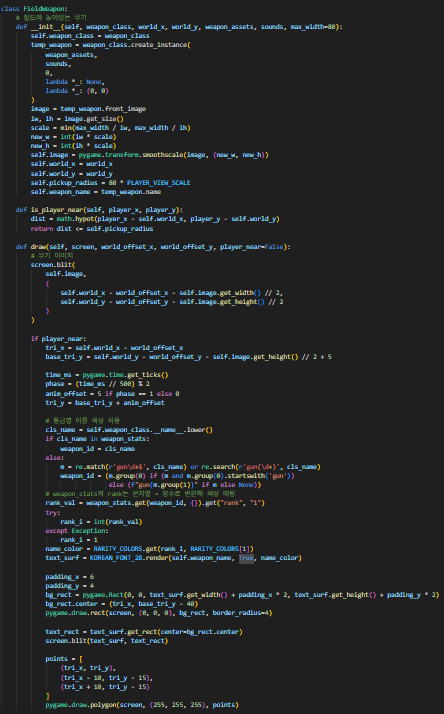 class FieldWeapon:
    # 필드에 놓여있는 무기
    def __init__(self, weapon_class, world_x, world_y, weapon_assets, sounds, max_width=80):
        self.weapon_class = weapon_class
        temp_weapon = weapon_class.create_instance(
            weapon_assets,
            sounds,
            0,
            lambda *_: None,
            lambda *_: (0, 0)
        )
        image = temp_weapon.front_image
        iw, ih = image.get_size()
        scale = min(max_width / iw, max_width / ih)
        new_w = int(iw * scale)
        new_h = int(ih * scale)
        self.image = pygame.transform.smoothscale(image, (new_w, new_h))
        self.world_x = world_x
        self.world_y = world_y
        self.pickup_radius = 80 * PLAYER_VIEW_SCALE
        self.weapon_name = temp_weapon.name
    def is_player_near(self, player_x, player_y):
        dist = math.hypot(player_x - self.world_x, player_y - self.world_y)
        return dist <= self.pickup_radius
    def draw(self, screen, world_offset_x, world_offset_y, player_near=False):
        # 무기 이미지
        screen.blit(
            self.image,
            (
                self.world_x - world_offset_x - self.image.get_width() // 2,
                self.world_y - world_offset_y - self.image.get_height() // 2
            )
        )
        if player_near:
            tri_x = self.world_x - world_offset_x
            base_tri_y = self.world_y - world_offset_y - self.image.get_height() // 2 + 5
            time_ms = pygame.time.get_ticks()
            phase = (time_ms // 500) % 2
            anim_offset = 5 if phase == 1 else 0
            tri_y = base_tri_y + anim_offset
            # 등급별 이름 색상 적용
            cls_name = self.weapon_class.__name__.lower()
            if cls_name in weapon_stats:
                weapon_id = cls_name
            else:
                m = re.match(r'gun\d+$', cls_name) or re.search(r'gun(\d+)', cls_name)
                weapon_id = (m.group(0) if (m and m.group(0).startswith('gun'))
                            else (f"gun{m.group(1)}" if m else None))
            # weapon_stats의 rank는 문자열 → 정수로 변환해 색상 매핑
            rank_val = weapon_stats.get(weapon_id, {}).get("rank", "1")
            try:
                rank_i = int(rank_val)
            except Exception:
                rank_i = 1
            name_color = RARITY_COLORS.get(rank_i, RARITY_COLORS[1])
            text_surf = KOREAN_FONT_28.render(self.weapon_name, True, name_color)
            padding_x = 6
            padding_y = 4
            bg_rect = pygame.Rect(0, 0, text_surf.get_width() + padding_x * 2, text_surf.get_height() + padding_y * 2)
            bg_rect.center = (tri_x, base_tri_y - 40)
            pygame.draw.rect(screen, (0, 0, 0), bg_rect, border_radius=4)
            text_rect = text_surf.get_rect(center=bg_rect.center)
            screen.blit(text_surf, text_rect)
            points = [
                (tri_x, tri_y),
                (tri_x - 10, tri_y - 15),
                (tri_x + 10, tri_y - 15)
            ]
            pygame.draw.polygon(screen, (255, 255, 255), points)